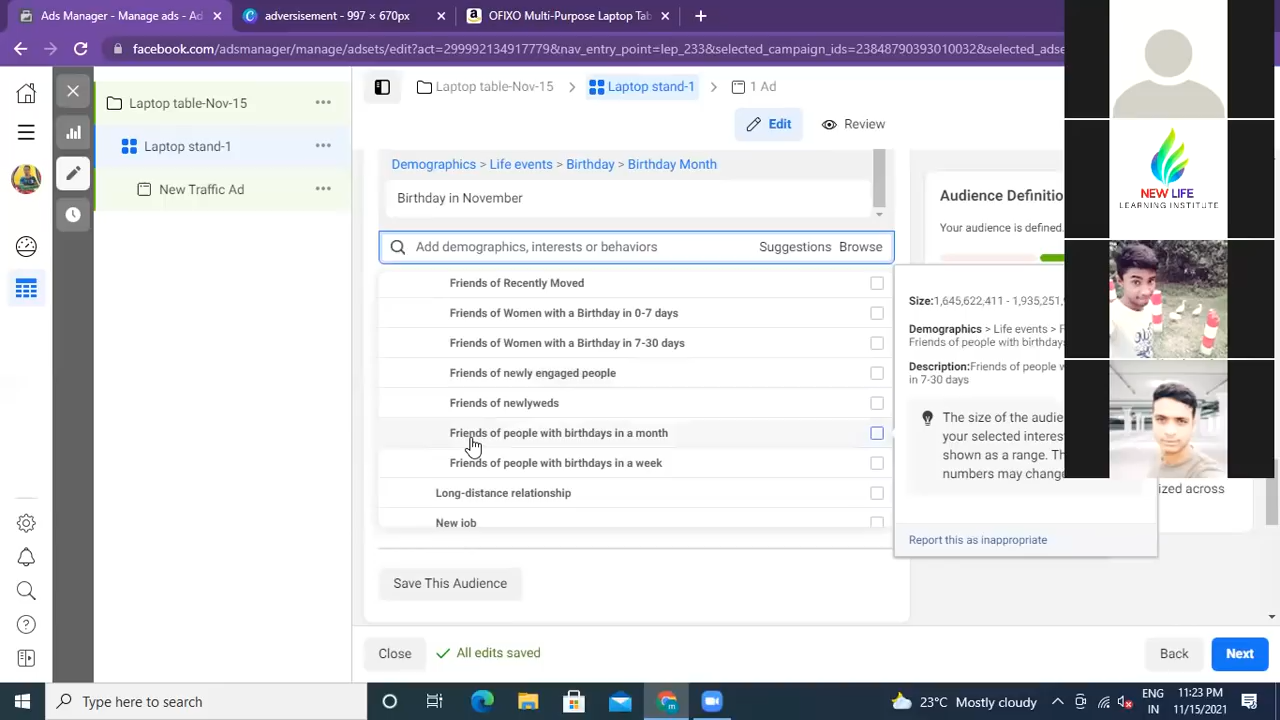 Ads Manager - Ads Manage
advertisement - 997 × 670px
OFIXO Multi-Purpose Laptop Tab
facebook.com/adsmanager/manage/adsets/edit?act=299992134917779&nav_entry_point=lep_233&selected_campaign_ids=23848790393010032&selected_adse
Laptop table-Nov-15
Laptop stand-1
New Traffic Ad
Laptop table-Nov-15 > Laptop stand-1 > 1 Ad
Edit Review
Demographics > Life events > Birthday > Birthday Month
Birthday in November
Add demographics, interests or behaviors Suggestions Browse
Friends of Recently Moved
Friends of Women with a Birthday in 0-7 days
Friends of Women with a Birthday in 7-30 days
Friends of newly engaged people
Friends of newlyweds
Friends of people with birthdays in a month
Friends of people with birthdays in a week
Long-distance relationship
New job
Save This Audience
Audience Definitio
Your audience is defined.
Size:1,645,622,411 - 1,935,251,
Demographics > Life events > F
Friends of people with birthday
Description:Friends of people w
in 7-30 days
The size of the audie
your selected interes
shown as a range. Th
numbers may change
ized across
Report this as inappropriate
NEW LIFE
LEARNING INSTITUTE
Close All edits saved Back Next
Type here to search
23°C Mostly cloudy
ENG
IN
11:23 PM
11/15/2021